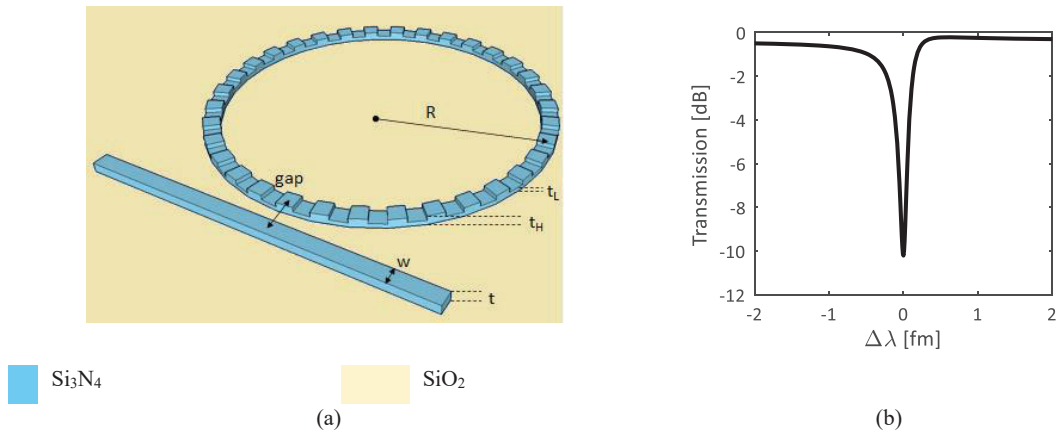 R
gap
t_L
t_H
w
t
Si₃N₄
SiO₂
(a)
0
-2
-4
-6
-8
-10
-12
Transmission [dB]
-2 -1 0 1 2
Δλ [fm]
(b)